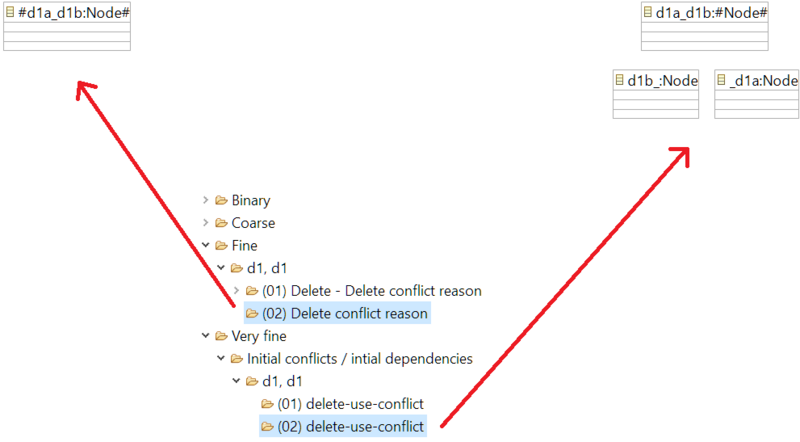 #d1a_d1b:Node#
d1a_d1b:#Node#
d1b_:Node
_d1a:Node
Binary
Coarse
Fine
d1, d1
(01) Delete - Delete conflict reason
(02) Delete conflict reason
Very fine
Initial conflicts / intial dependencies
d1, d1
(01) delete-use-conflict
(02) delete-use-conflict